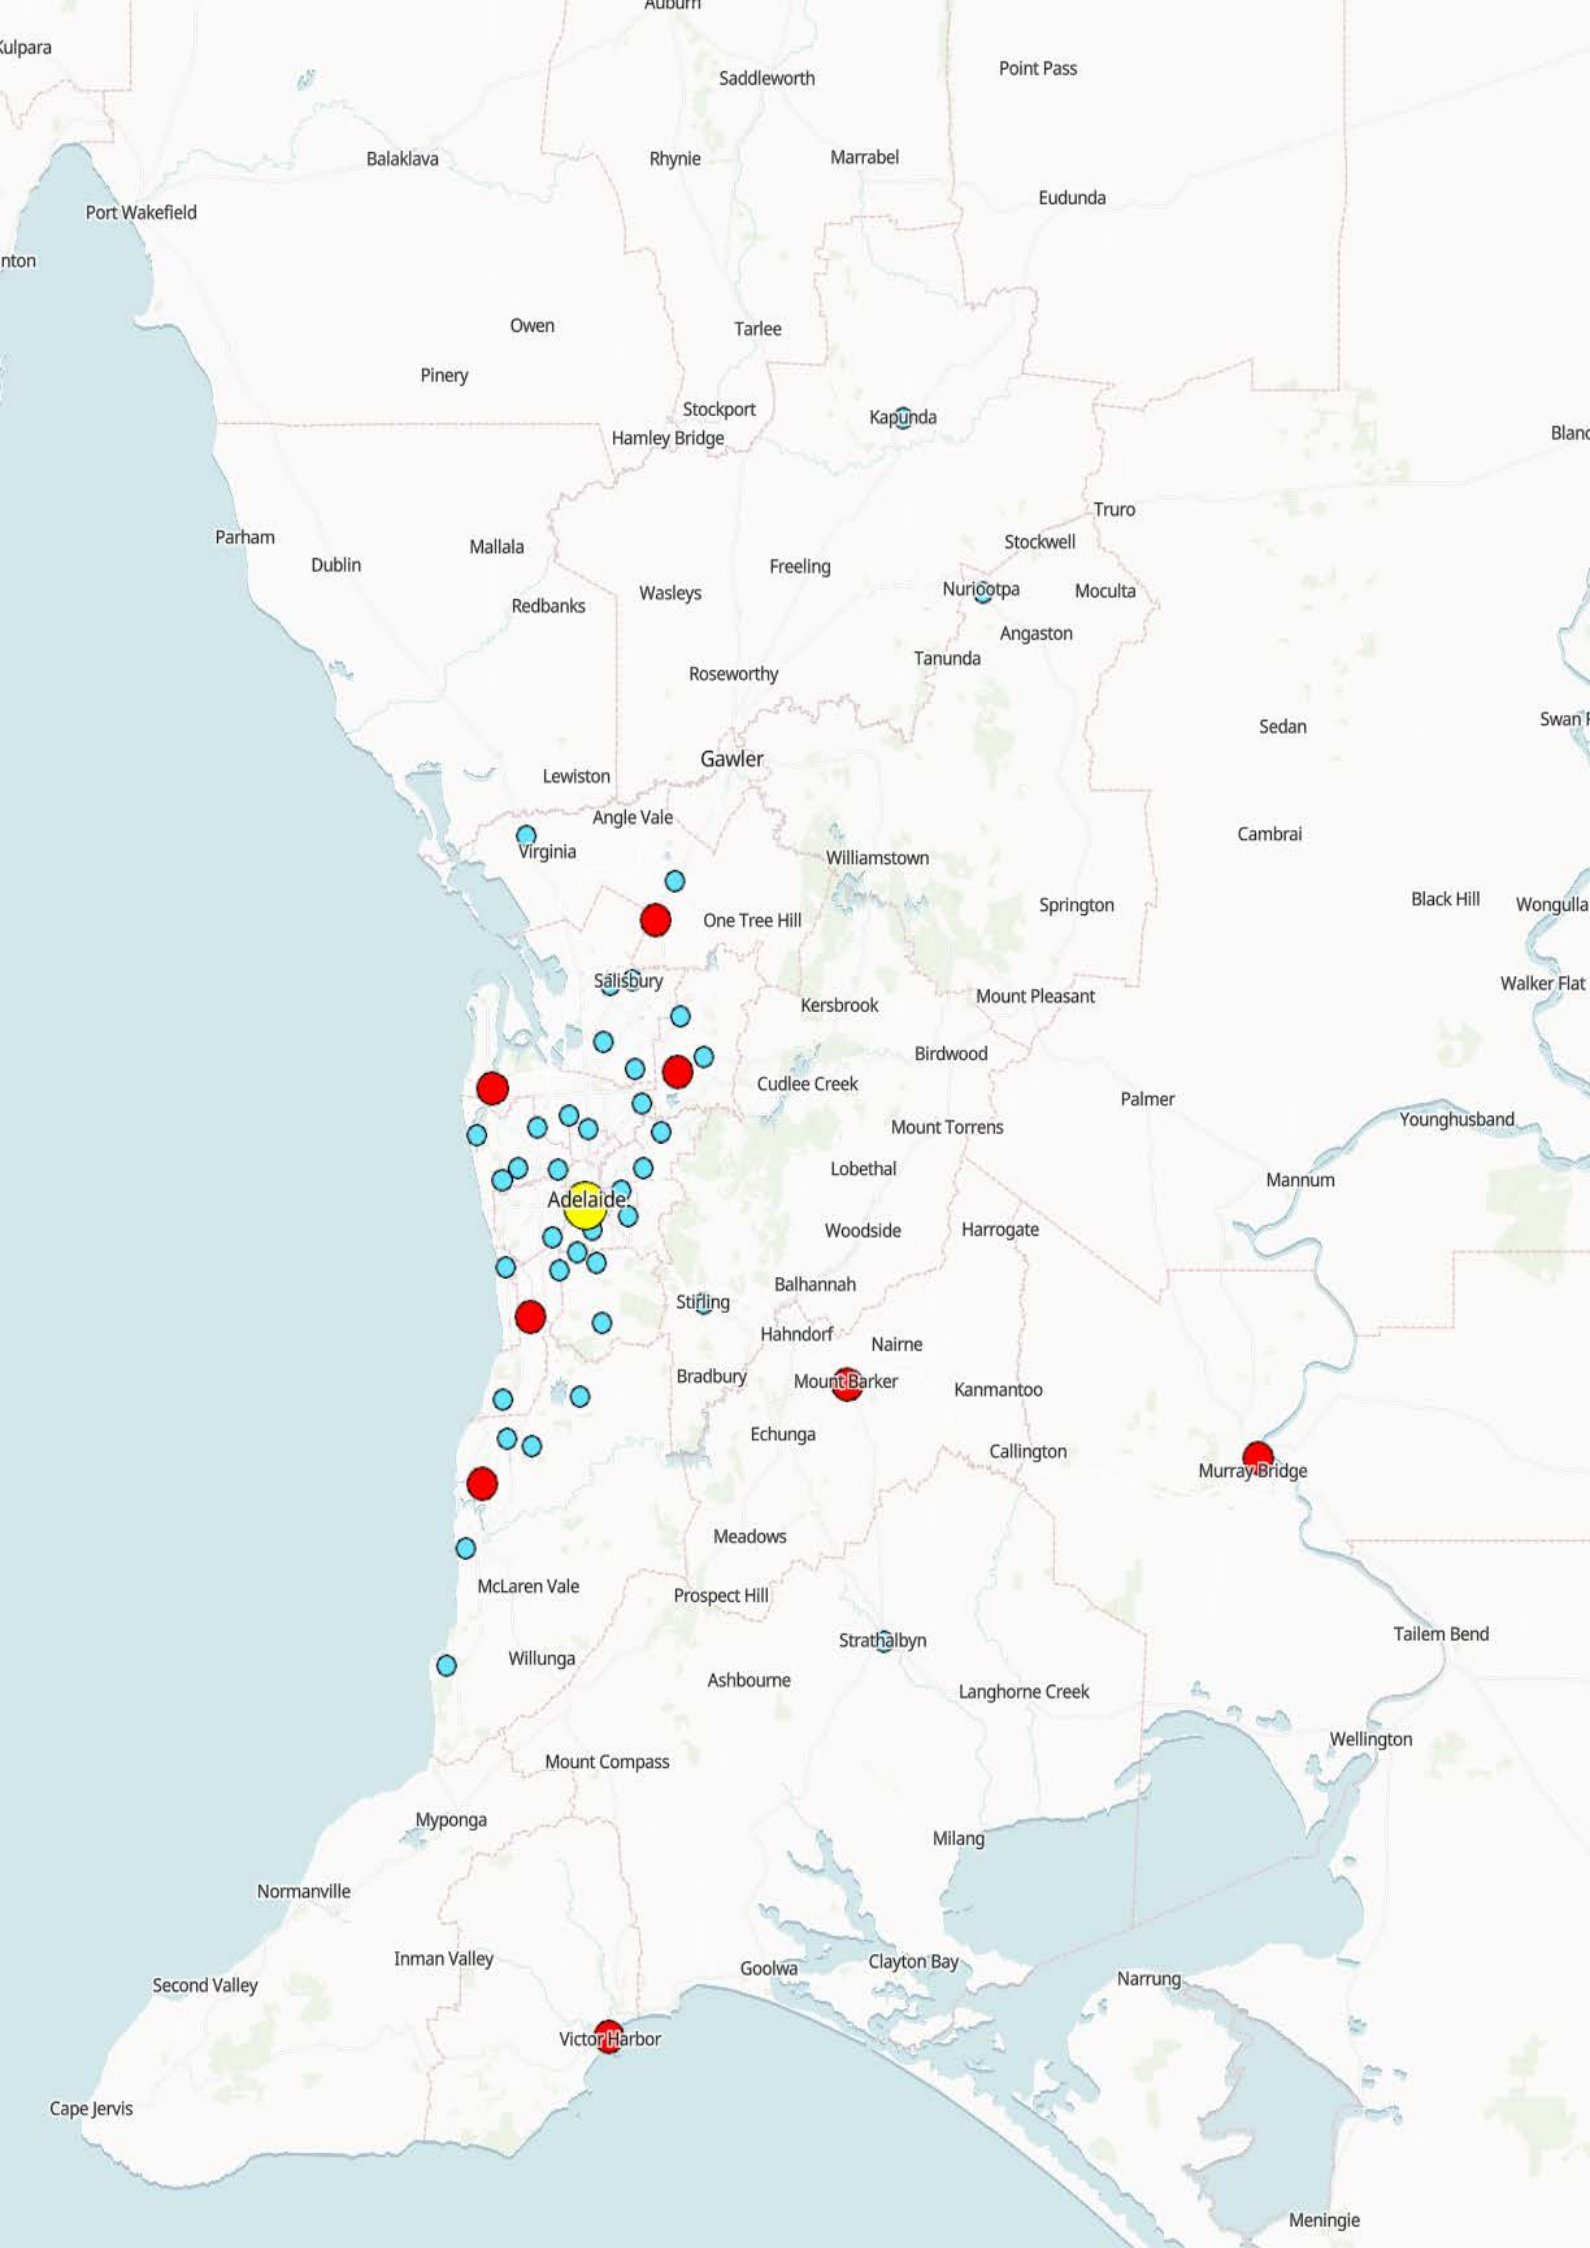 Auburn
Kulpara
Saddleworth
Point Pass
Balaklava
Rhynie
Marrabel
Eudunda
Port Wakefield
nton
Owen
Tarlee
Pinery
Stockport
Kapunda
Hamley Bridge
Blanc
Truro
Parham
Stockwell
Mallala
Dublin
Freeling
Nuriootpa
Moculta
Wasleys
Redbanks
Angaston
Tanunda
Roseworthy
Swan R
Sedan
Gawler
Lewiston
Angle Vale
Cambrai
Virginia
Williamstown
Black Hill
Wongulla
Springton
One Tree Hill
Salisbury
Walker Flat
Mount Pleasant
Kersbrook
Birdwood
Cudlee Creek
Palmer
Younghusband
Mount Torrens
Lobethal
Mannum
Adelaide
Woodside
Harrogate
Balhannah
Stirling
Hahndorf
Nairne
Bradbury
Mount Barker
Kanmantoo
Echunga
Callington
Murray Bridge
Meadows
McLaren Vale
Prospect Hill
Strathalbyn
Tailem Bend
Willunga
Ashbourne
Langhorne Creek
Wellington
Mount Compass
Myponga
Milang
Normanville
Inman Valley
Clayton Bay
Goolwa
Narrung
Second Valley
Victor Harbor
Cape Jervis
Meningie